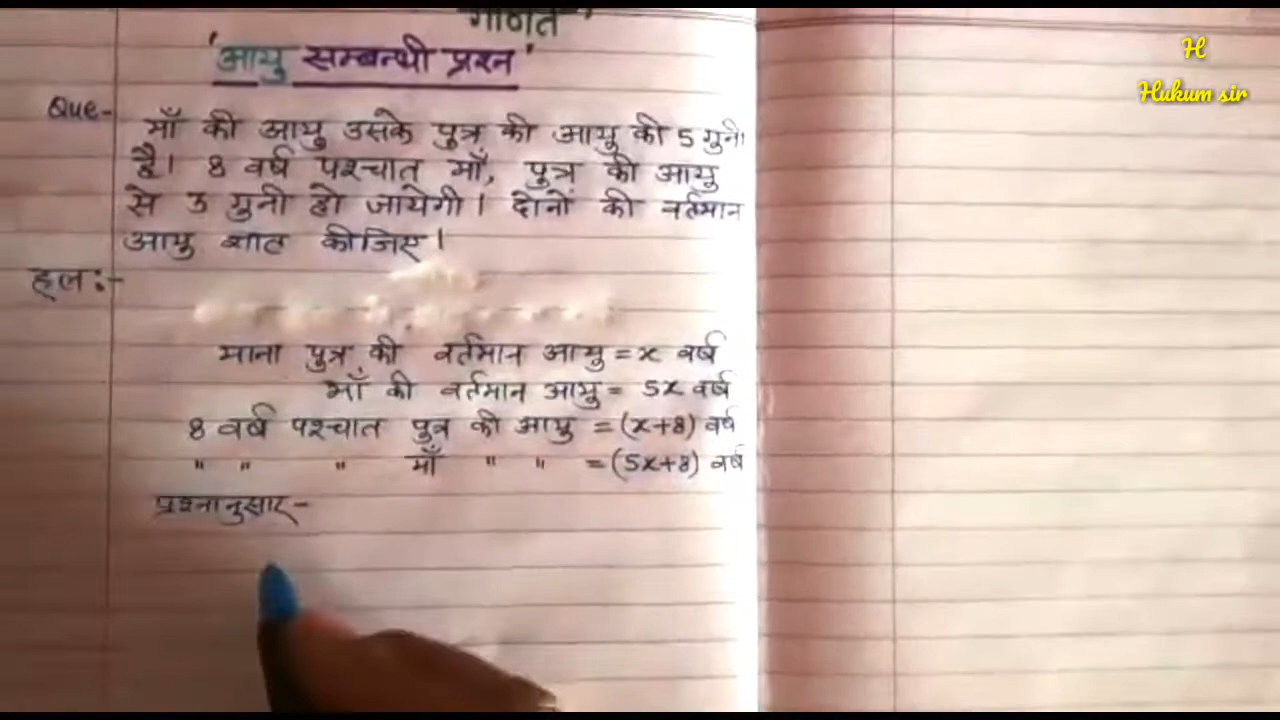 गणित
'आयु सम्बन्धी प्रश्न'
H
Hukum sir
Que- माँ की आयु उसके पुत्र की आयु की 5 गुनी
है। 8 वर्ष पश्चात माँ, पुत्र की आयु
से 3 गुनी हो जायेगी। दोनों की वर्तमान
आयु ज्ञात कीजिए।
हल:-
माना पुत्र की वर्तमान आयु = x वर्ष
माँ की वर्तमान आयु = 5x वर्ष
8 वर्ष पश्चात पुत्र की आयु = (x+8) वर्ष
" " " माँ " " = (5x+8) वर्ष
प्रश्नानुसार-